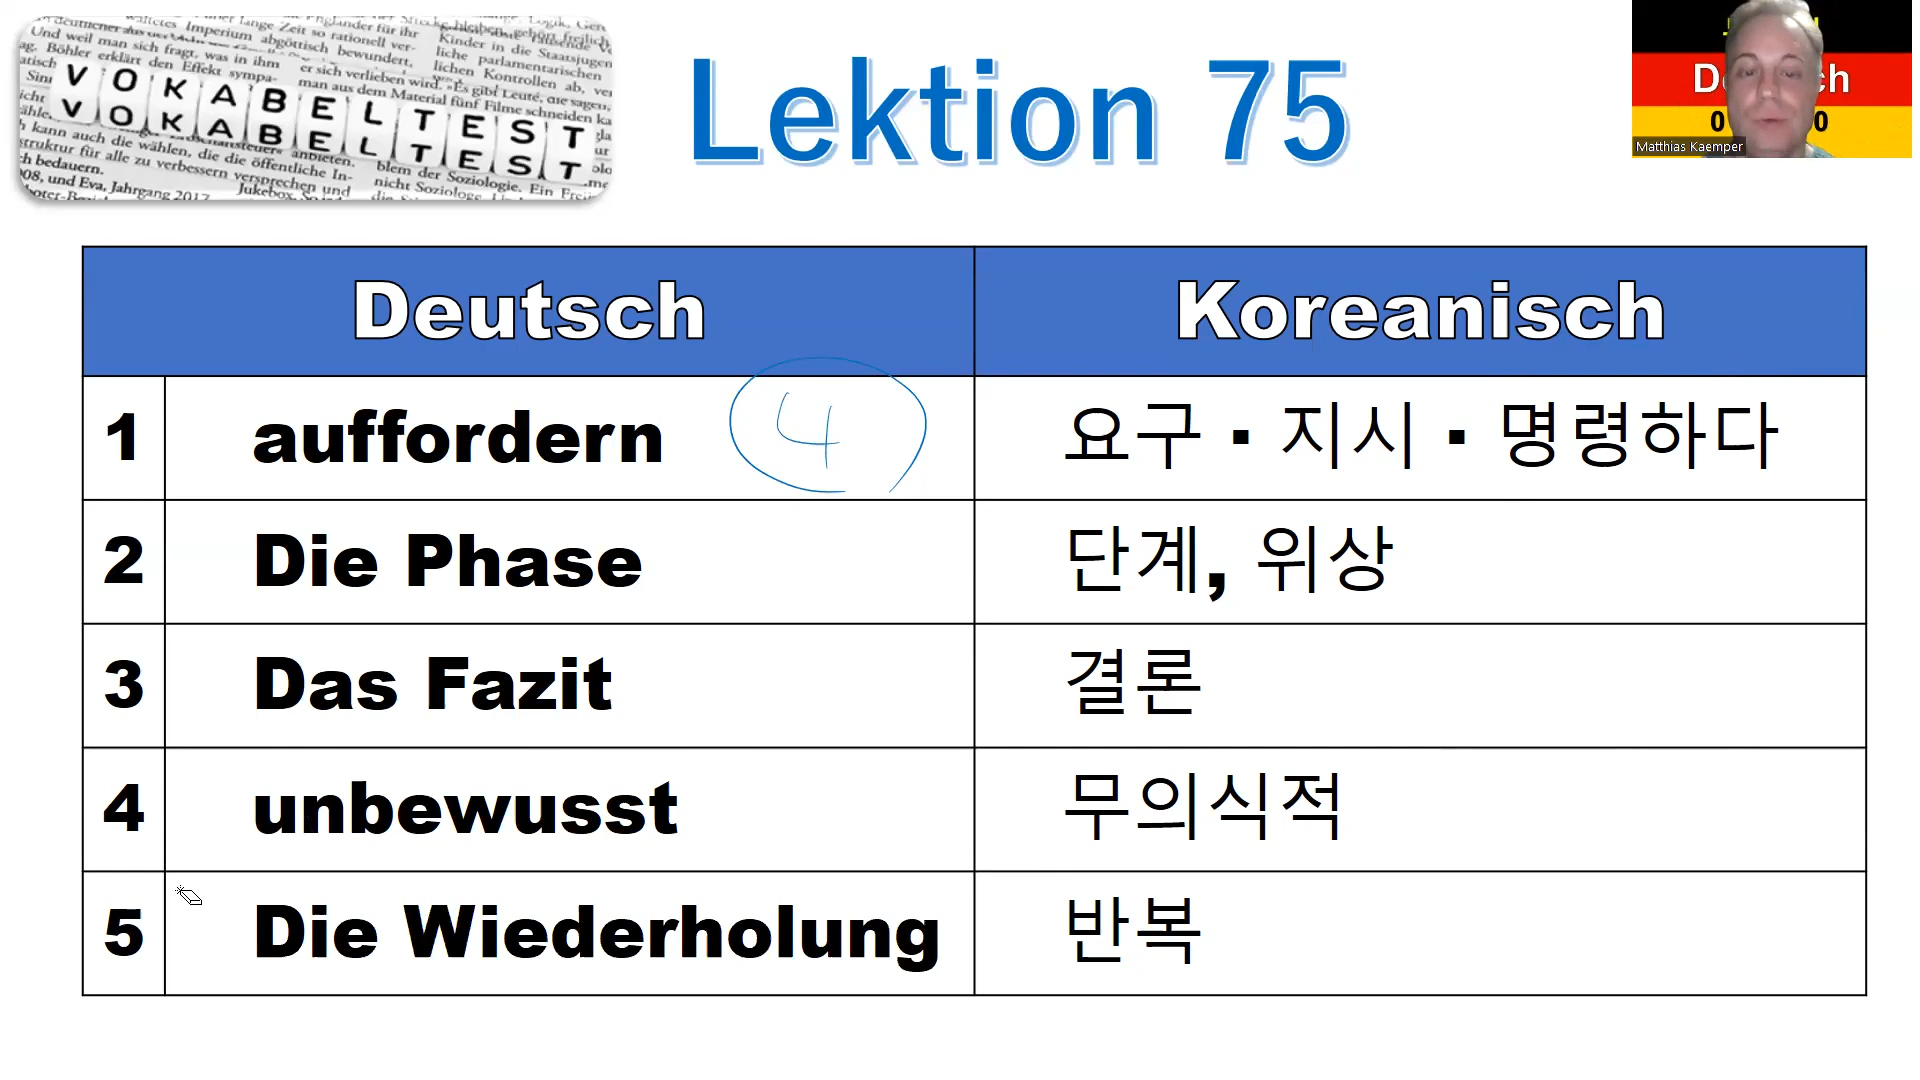 VOKABELTEST
VOKABELTEST
Lektion 75
Matthias Kaemper
Deutsch Koreanisch
1 auffordern 4 요구 · 지시 · 명령하다
2 Die Phase 단계, 위상
3 Das Fazit 결론
4 unbewusst 무의식적
5 Die Wiederholung 반복